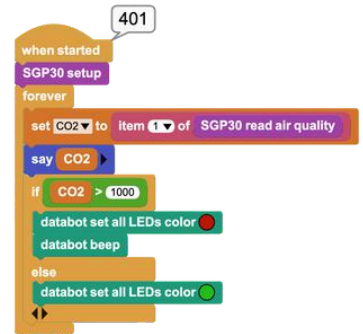 401
when started
SGP30 setup
forever
set CO2 to item 1 of SGP30 read air quality
say CO2
if CO2 > 1000
databot set all LEDs color
databot beep
else
databot set all LEDs color